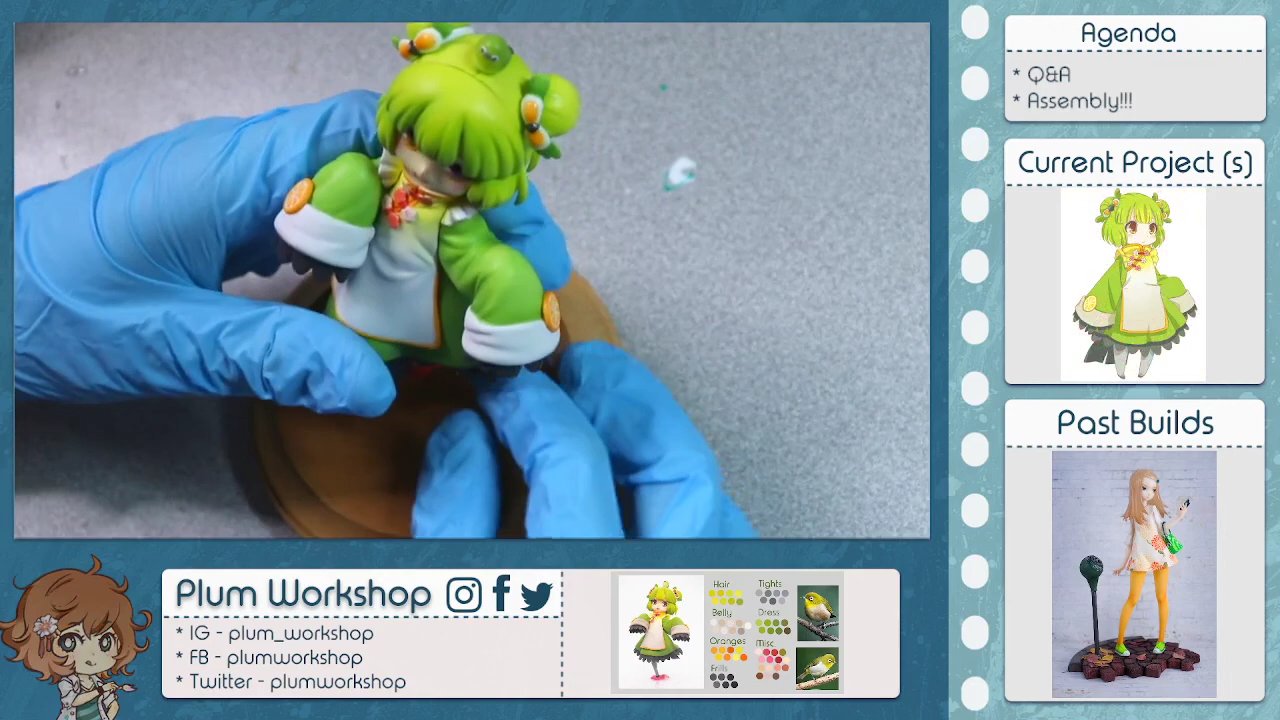 Agenda
* Q&A
* Assembly!!!
Current Project (s)
Past Builds
Plum Workshop
* IG - plum_workshop
* FB - plumworkshop
* Twitter - plumworkshop
Hair
Tights
Belly
Dress
Oranges
Misc.
Frills